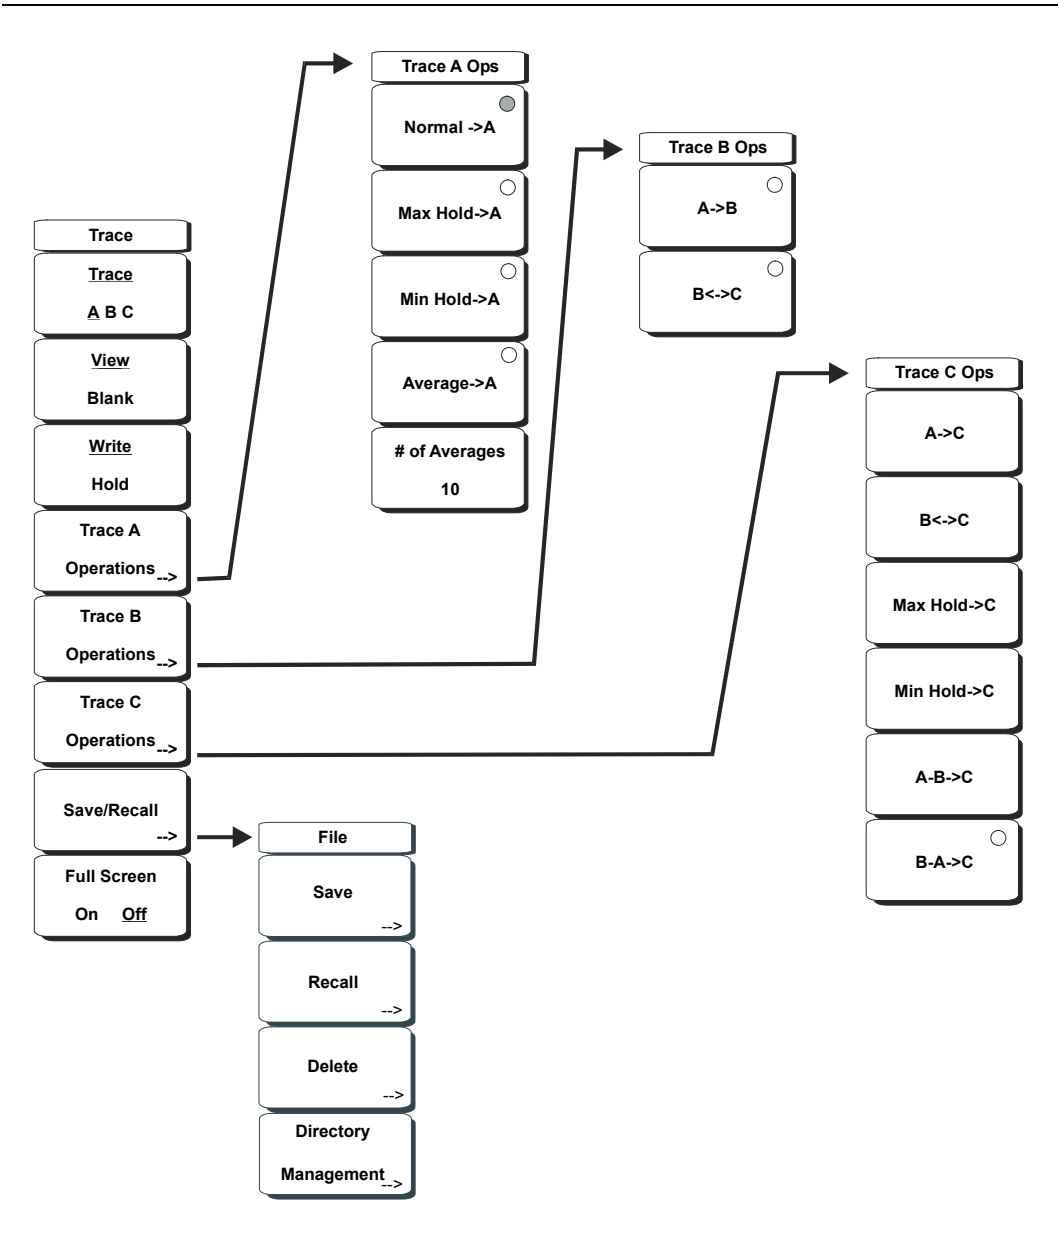 Trace
Trace
A B C
View
Blank
Write
Hold
Trace A
Operations
-->
Trace B
Operations
-->
Trace C
Operations
-->
Save/Recall
-->
Full Screen
On Off
Trace A Ops
Normal ->A
Max Hold->A
Min Hold->A
Average->A
# of Averages
10
Trace B Ops
A->B
B<->C
Trace C Ops
A->C
B<->C
Max Hold->C
Min Hold->C
A-B->C
B-A->C
File
Save
-->
Recall
-->
Delete
-->
Directory
Management
-->